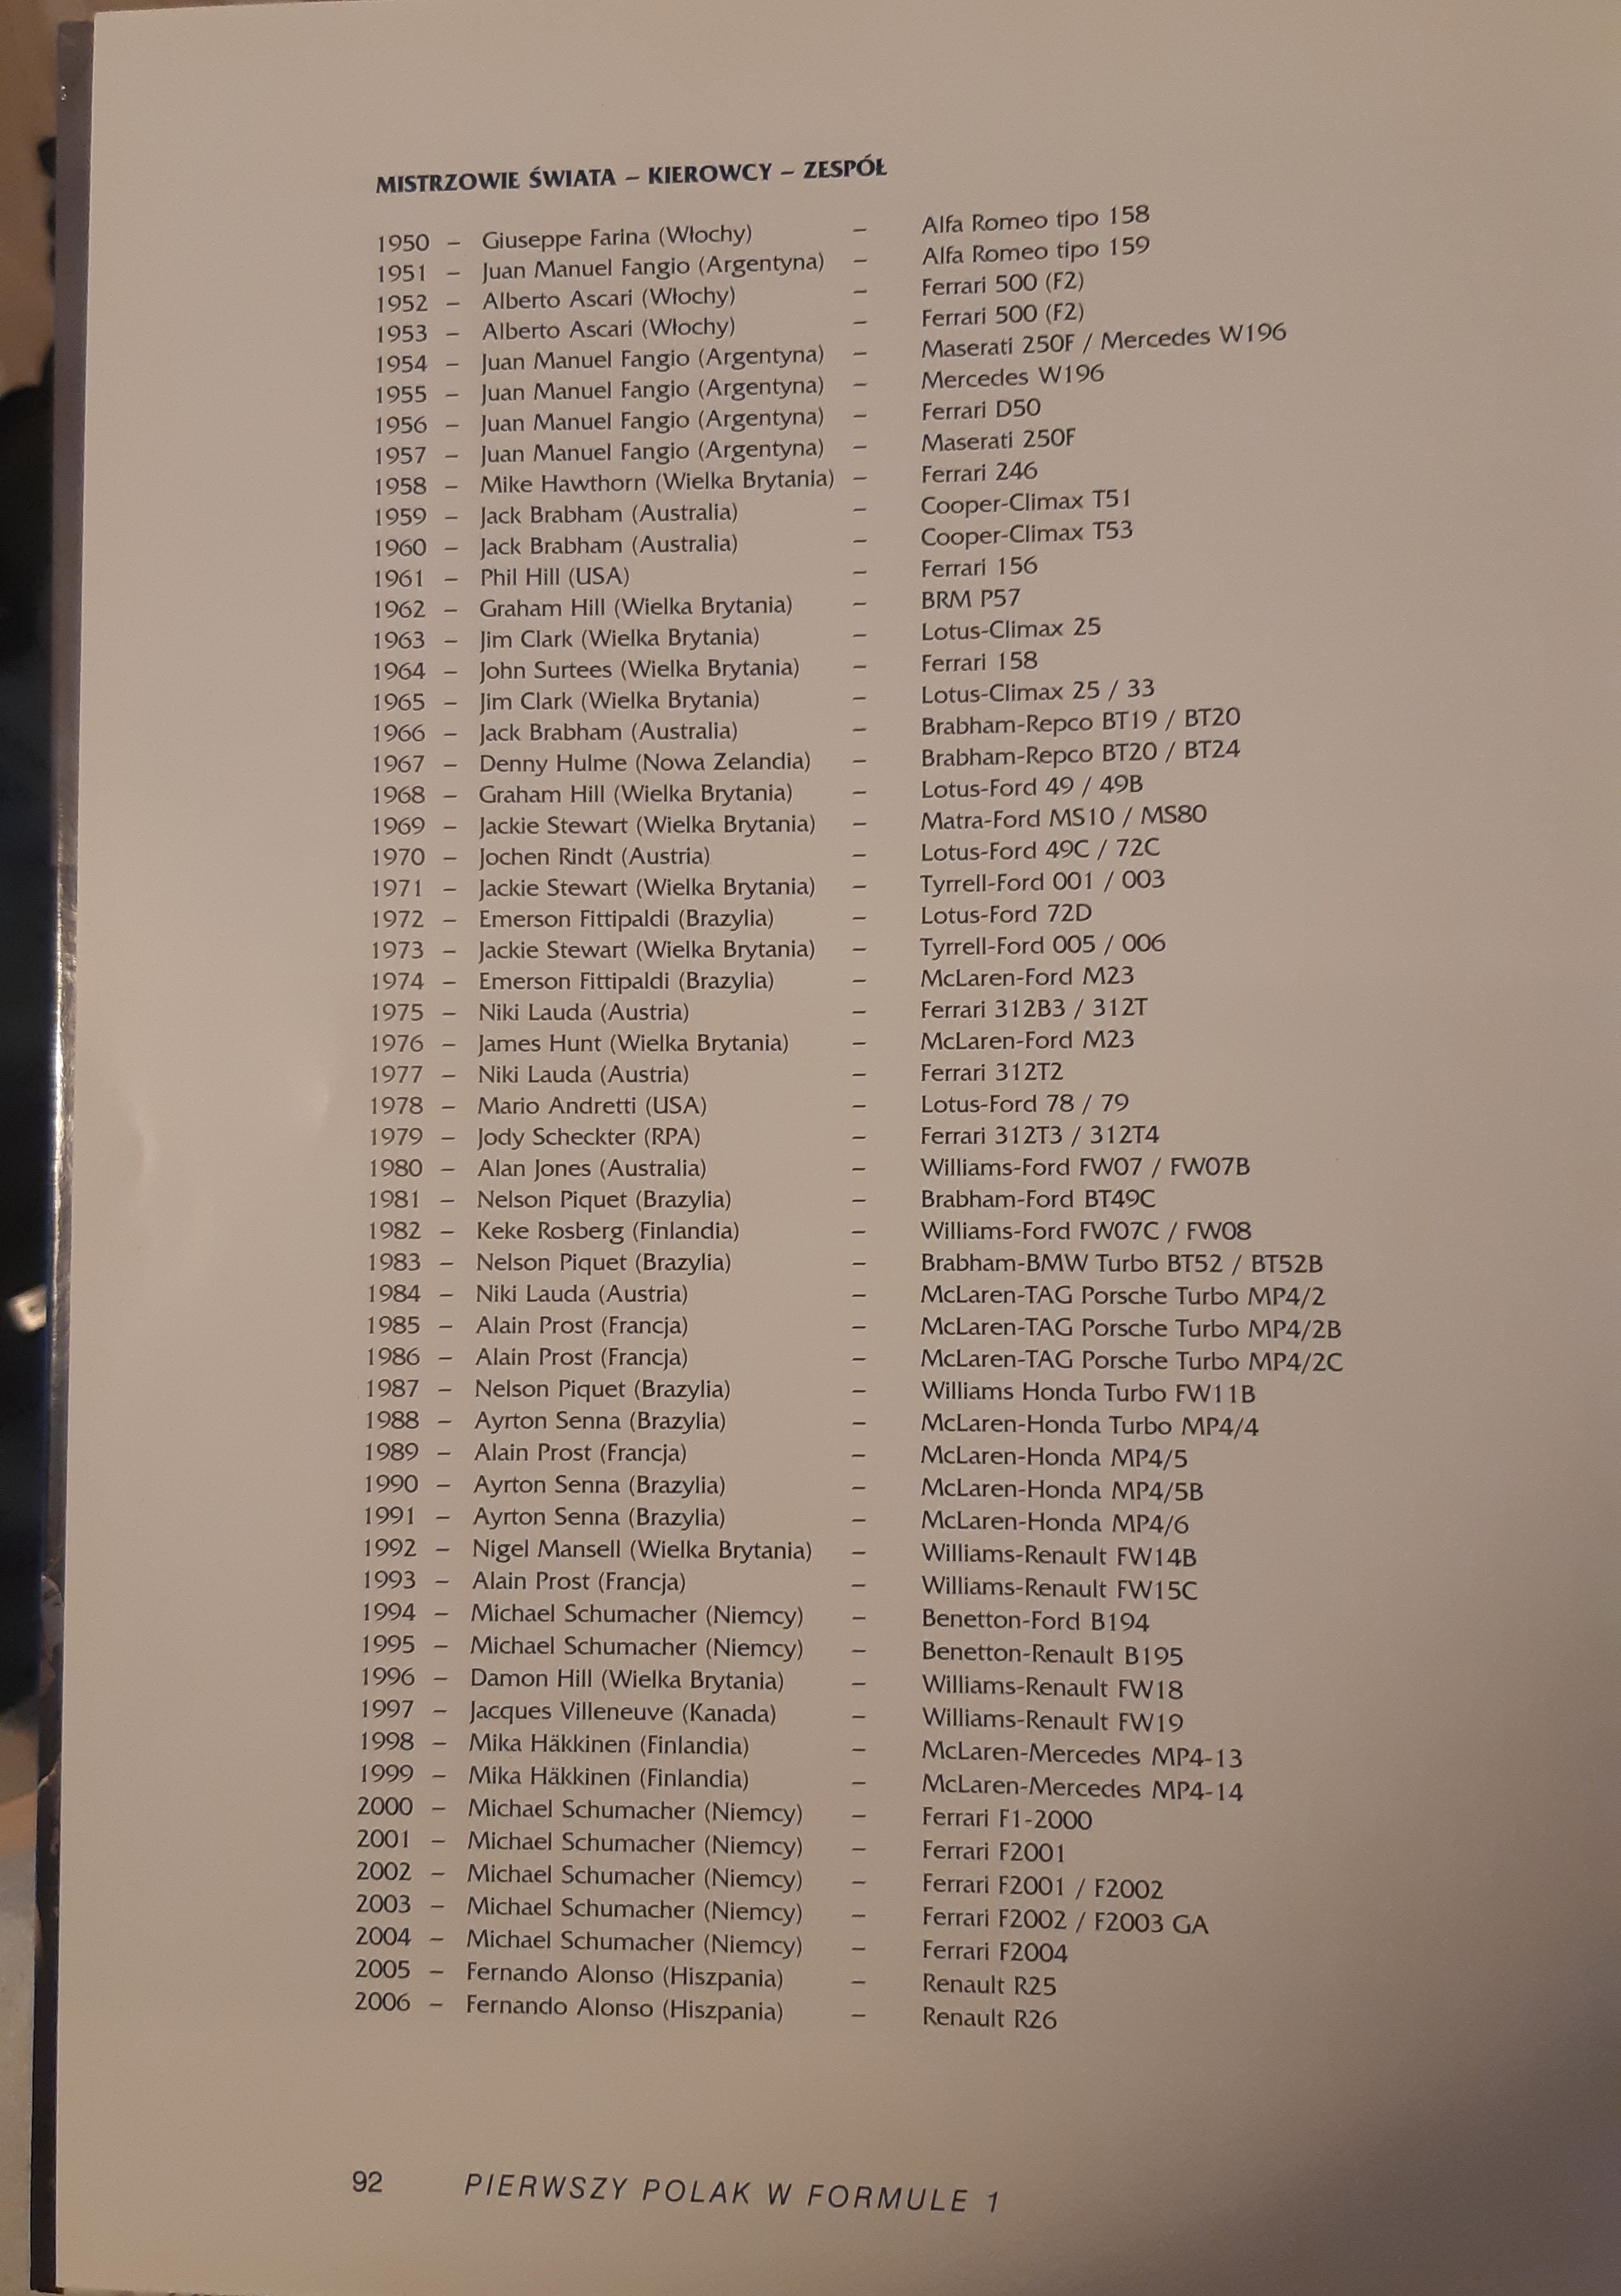 MISTRZOWIE ŚWIATA – KIEROWCY – ZESPÓŁ
1950 – Giuseppe Farina (Włochy) – Alfa Romeo tipo 158
1951 – Juan Manuel Fangio (Argentyna) – Alfa Romeo tipo 159
1952 – Alberto Ascari (Włochy) – Ferrari 500 (F2)
1953 – Alberto Ascari (Włochy) – Ferrari 500 (F2)
1954 – Juan Manuel Fangio (Argentyna) – Maserati 250F / Mercedes W196
1955 – Juan Manuel Fangio (Argentyna) – Mercedes W196
1956 – Juan Manuel Fangio (Argentyna) – Ferrari D50
1957 – Juan Manuel Fangio (Argentyna) – Maserati 250F
1958 – Mike Hawthorn (Wielka Brytania) – Ferrari 246
1959 – Jack Brabham (Australia) – Cooper-Climax T51
1960 – Jack Brabham (Australia) – Cooper-Climax T53
1961 – Phil Hill (USA) – Ferrari 156
1962 – Graham Hill (Wielka Brytania) – BRM P57
1963 – Jim Clark (Wielka Brytania) – Lotus-Climax 25
1964 – John Surtees (Wielka Brytania) – Ferrari 158
1965 – Jim Clark (Wielka Brytania) – Lotus-Climax 25 / 33
1966 – Jack Brabham (Australia) – Brabham-Repco BT19 / BT20
1967 – Denny Hulme (Nowa Zelandia) – Brabham-Repco BT20 / BT24
1968 – Graham Hill (Wielka Brytania) – Lotus-Ford 49 / 49B
1969 – Jackie Stewart (Wielka Brytania) – Matra-Ford MS10 / MS80
1970 – Jochen Rindt (Austria) – Lotus-Ford 49C / 72C
1971 – Jackie Stewart (Wielka Brytania) – Tyrrell-Ford 001 / 003
1972 – Emerson Fittipaldi (Brazylia) – Lotus-Ford 72D
1973 – Jackie Stewart (Wielka Brytania) – Tyrrell-Ford 005 / 006
1974 – Emerson Fittipaldi (Brazylia) – McLaren-Ford M23
1975 – Niki Lauda (Austria) – Ferrari 312B3 / 312T
1976 – James Hunt (Wielka Brytania) – McLaren-Ford M23
1977 – Niki Lauda (Austria) – Ferrari 312T2
1978 – Mario Andretti (USA) – Lotus-Ford 78 / 79
1979 – Jody Scheckter (RPA) – Ferrari 312T3 / 312T4
1980 – Alan Jones (Australia) – Williams-Ford FW07 / FW07B
1981 – Nelson Piquet (Brazylia) – Brabham-Ford BT49C
1982 – Keke Rosberg (Finlandia) – Williams-Ford FW07C / FW08
1983 – Nelson Piquet (Brazylia) – Brabham-BMW Turbo BT52 / BT52B
1984 – Niki Lauda (Austria) – McLaren-TAG Porsche Turbo MP4/2
1985 – Alain Prost (Francja) – McLaren-TAG Porsche Turbo MP4/2B
1986 – Alain Prost (Francja) – McLaren-TAG Porsche Turbo MP4/2C
1987 – Nelson Piquet (Brazylia) – Williams Honda Turbo FW11B
1988 – Ayrton Senna (Brazylia) – McLaren-Honda Turbo MP4/4
1989 – Alain Prost (Francja) – McLaren-Honda MP4/5
1990 – Ayrton Senna (Brazylia) – McLaren-Honda MP4/5B
1991 – Ayrton Senna (Brazylia) – McLaren-Honda MP4/6
1992 – Nigel Mansell (Wielka Brytania) – Williams-Renault FW14B
1993 – Alain Prost (Francja) – Williams-Renault FW15C
1994 – Michael Schumacher (Niemcy) – Benetton-Ford B194
1995 – Michael Schumacher (Niemcy) – Benetton-Renault B195
1996 – Damon Hill (Wielka Brytania) – Williams-Renault FW18
1997 – Jacques Villeneuve (Kanada) – Williams-Renault FW19
1998 – Mika Häkkinen (Finlandia) – McLaren-Mercedes MP4-13
1999 – Mika Häkkinen (Finlandia) – McLaren-Mercedes MP4-14
2000 – Michael Schumacher (Niemcy) – Ferrari F1-2000
2001 – Michael Schumacher (Niemcy) – Ferrari F2001
2002 – Michael Schumacher (Niemcy) – Ferrari F2001 / F2002
2003 – Michael Schumacher (Niemcy) – Ferrari F2002 / F2003 GA
2004 – Michael Schumacher (Niemcy) – Ferrari F2004
2005 – Fernando Alonso (Hiszpania) – Renault R25
2006 – Fernando Alonso (Hiszpania) – Renault R26
92 PIERWSZY POLAK W FORMULE 1